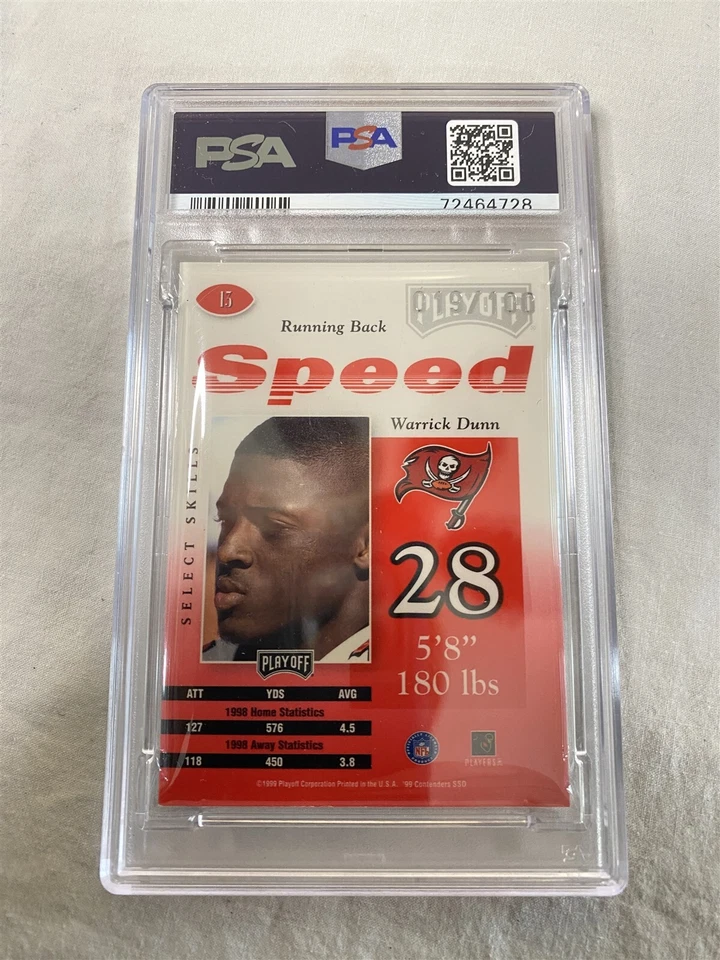 PSA
PSA
72464728
15
PLAYOFF
Running Back
Speed
Warrick Dunn
SELECT SKILLS
28
5'8"
180 lbs
PLAYOFF
ATT YDS AVG
1998 Home Statistics
127 576 4.5
1998 Away Statistics
118 450 3.8
NFL
PLAYERS
©1999 Playoff Corporation Printed in the U.S.A. '99 Contenders SSD